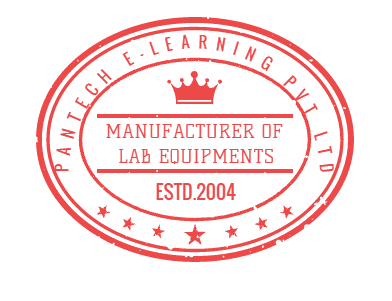 PANTECH E-LEARNING PVT LTD
MANUFACTURER OF
LAB EQUIPMENTS
ESTD.2004